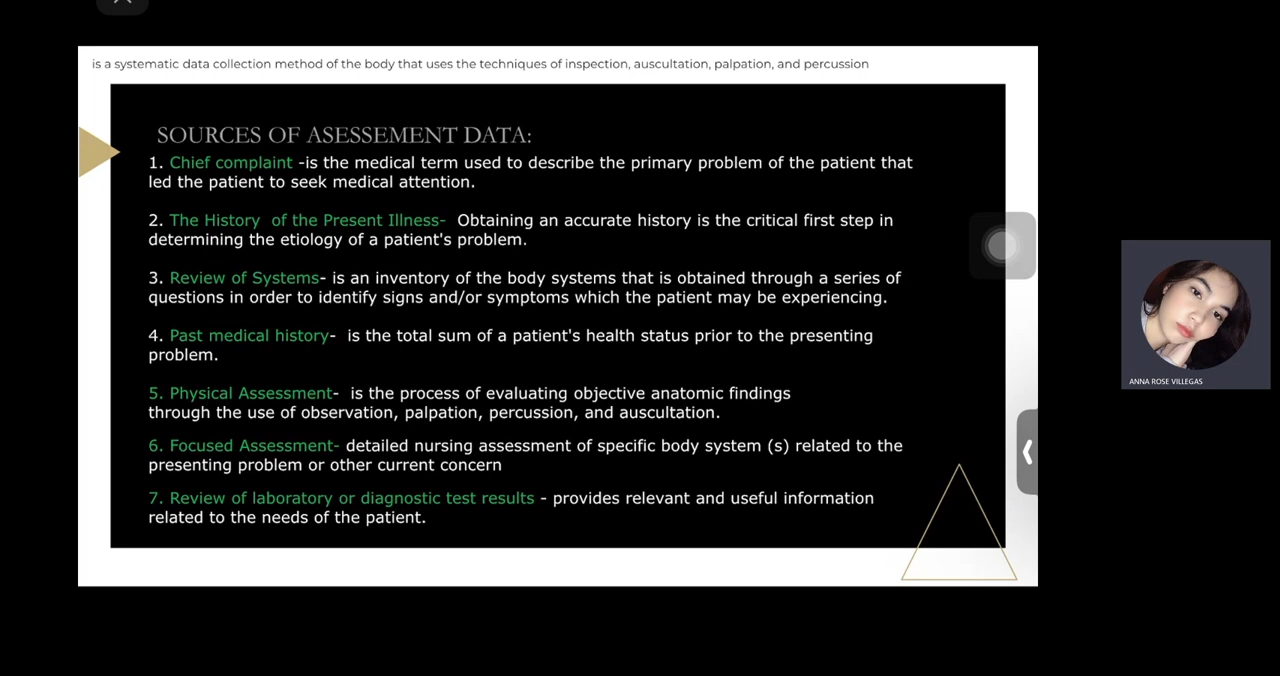 is a systematic data collection method of the body that uses the techniques of inspection, auscultation, palpation, and percussion
SOURCES OF ASESSEMENT DATA:
1. Chief complaint -is the medical term used to describe the primary problem of the patient that
led the patient to seek medical attention.
2. The History  of the Present Illness-  Obtaining an accurate history is the critical first step in
determining the etiology of a patient's problem.
3. Review of Systems- is an inventory of the body systems that is obtained through a series of
questions in order to identify signs and/or symptoms which the patient may be experiencing.
4. Past medical history-  is the total sum of a patient's health status prior to the presenting
problem.
5. Physical Assessment-  is the process of evaluating objective anatomic findings
through the use of observation, palpation, percussion, and auscultation.
6. Focused Assessment- detailed nursing assessment of specific body system (s) related to the
presenting problem or other current concern
7. Review of laboratory or diagnostic test results - provides relevant and useful information
related to the needs of the patient.
ANNA ROSE VILLEGAS